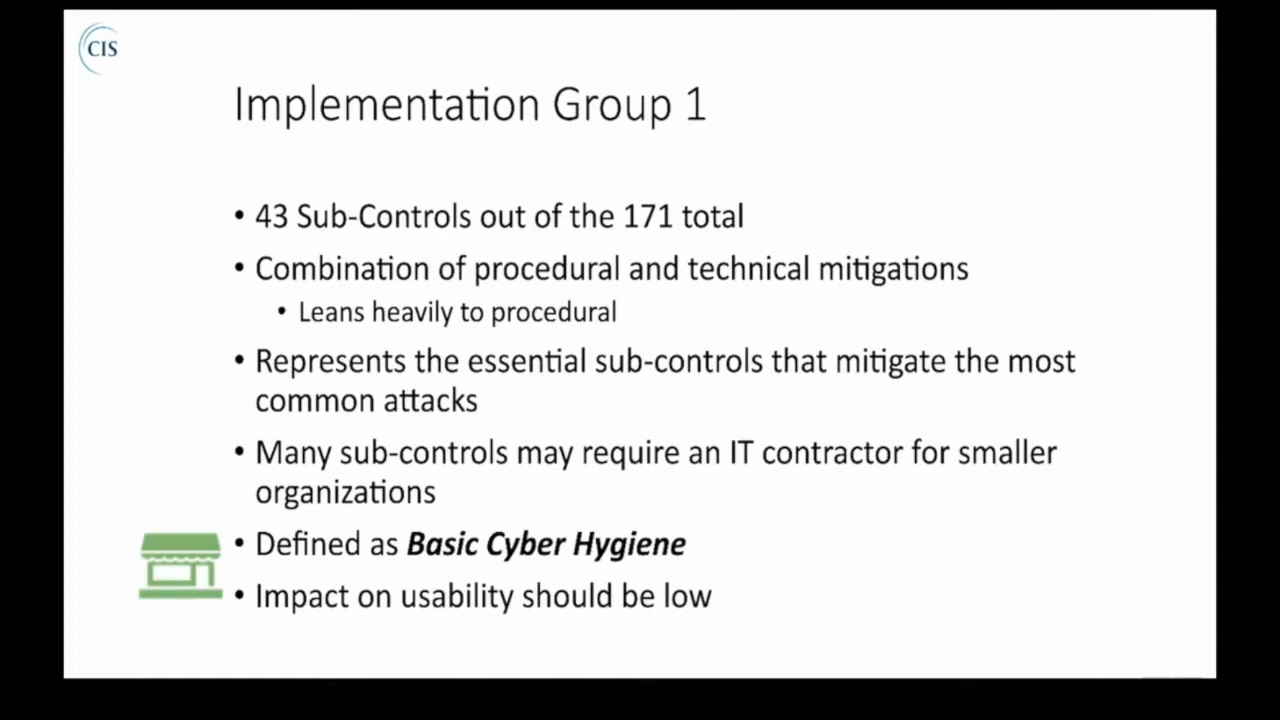 CIS
Implementation Group 1
• 43 Sub-Controls out of the 171 total
• Combination of procedural and technical mitigations
• Leans heavily to procedural
• Represents the essential sub-controls that mitigate the most
common attacks
• Many sub-controls may require an IT contractor for smaller
organizations
• Defined as Basic Cyber Hygiene
• Impact on usability should be low